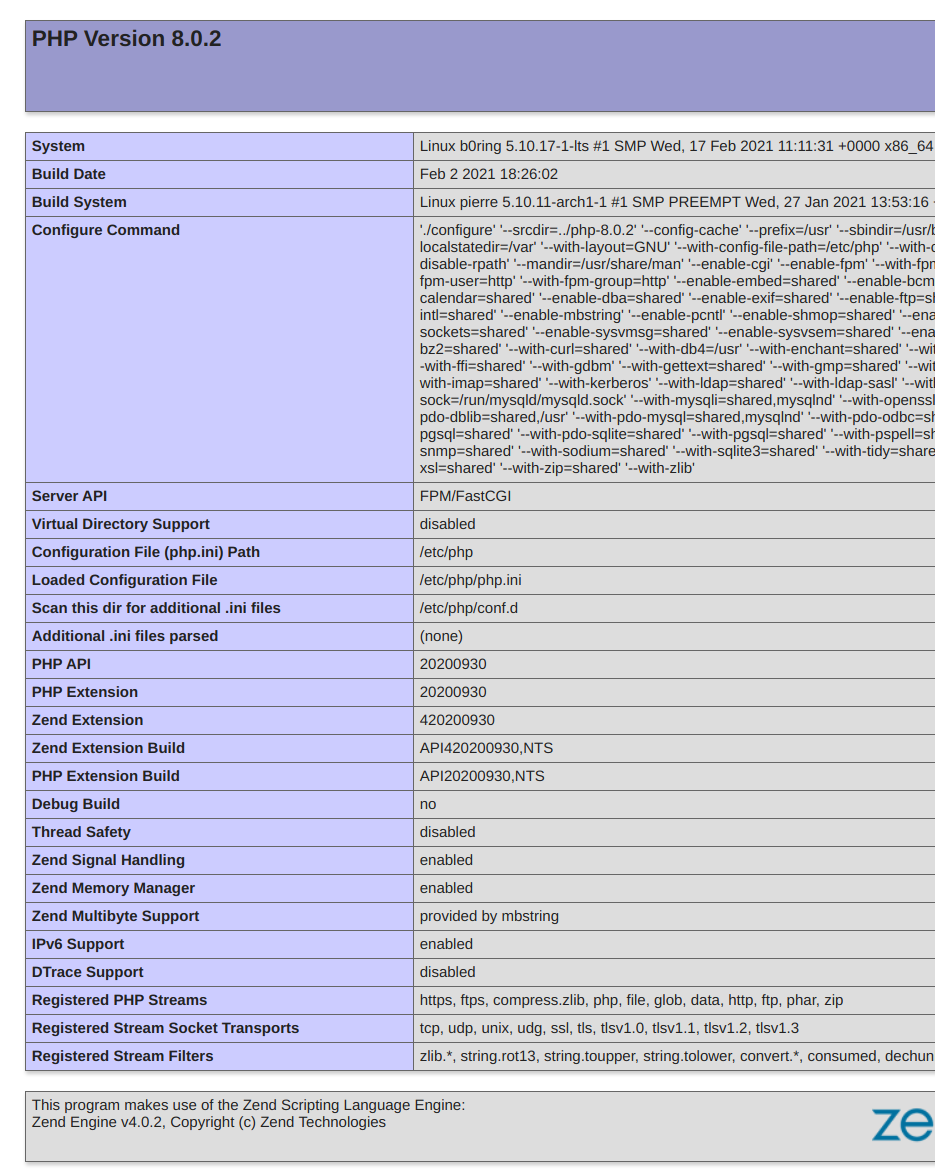 PHP Version 8.0.2
System Linux b0ring 5.10.17-1-lts #1 SMP Wed, 17 Feb 2021 11:11:31 +0000 x86_64
Build Date Feb 2 2021 18:26:02
Build System Linux pierre 5.10.11-arch1-1 #1 SMP PREEMPT Wed, 27 Jan 2021 13:53:16
Configure Command './configure' '--srcdir=../php-8.0.2' '--config-cache' '--prefix=/usr' '--sbindir=/usr/b
localstatedir=/var' '--with-layout=GNU' '--with-config-file-path=/etc/php' '--with-c
disable-rpath' '--mandir=/usr/share/man' '--enable-cgi' '--enable-fpm' '--with-fpm
fpm-user=http' '--with-fpm-group=http' '--enable-embed=shared' '--enable-bcm
calendar=shared' '--enable-dba=shared' '--enable-exif=shared' '--enable-ftp=s
intl=shared' '--enable-mbstring' '--enable-pcntl' '--enable-shmop=shared' '--ena
sockets=shared' '--enable-sysvmsg=shared' '--enable-sysvsem=shared' '--ena
bz2=shared' '--with-curl=shared' '--with-db4=/usr' '--with-enchant=shared' '--wit
-with-ffi=shared' '--with-gdbm' '--with-gettext=shared' '--with-gmp=shared' '--wit
with-imap=shared' '--with-kerberos' '--with-ldap=shared' '--with-ldap-sasl' '--wit
sock=/run/mysqld/mysqld.sock' '--with-mysqli=shared,mysqlnd' '--with-openssl
pdo-dblib=shared,/usr' '--with-pdo-mysql=shared,mysqlnd' '--with-pdo-odbc=sh
pgsql=shared' '--with-pdo-sqlite=shared' '--with-pgsql=shared' '--with-pspell=sh
snmp=shared' '--with-sodium=shared' '--with-sqlite3=shared' '--with-tidy=share
xsl=shared' '--with-zip=shared' '--with-zlib'
Server API FPM/FastCGI
Virtual Directory Support disabled
Configuration File (php.ini) Path /etc/php
Loaded Configuration File /etc/php/php.ini
Scan this dir for additional .ini files /etc/php/conf.d
Additional .ini files parsed (none)
PHP API 20200930
PHP Extension 20200930
Zend Extension 420200930
Zend Extension Build API420200930,NTS
PHP Extension Build API20200930,NTS
Debug Build no
Thread Safety disabled
Zend Signal Handling enabled
Zend Memory Manager enabled
Zend Multibyte Support provided by mbstring
IPv6 Support enabled
DTrace Support disabled
Registered PHP Streams https, ftps, compress.zlib, php, file, glob, data, http, ftp, phar, zip
Registered Stream Socket Transports tcp, udp, unix, udg, ssl, tls, tlsv1.0, tlsv1.1, tlsv1.2, tlsv1.3
Registered Stream Filters zlib.*, string.rot13, string.toupper, string.tolower, convert.*, consumed, dechun
This program makes use of the Zend Scripting Language Engine:
Zend Engine v4.0.2, Copyright (c) Zend Technologies
ze